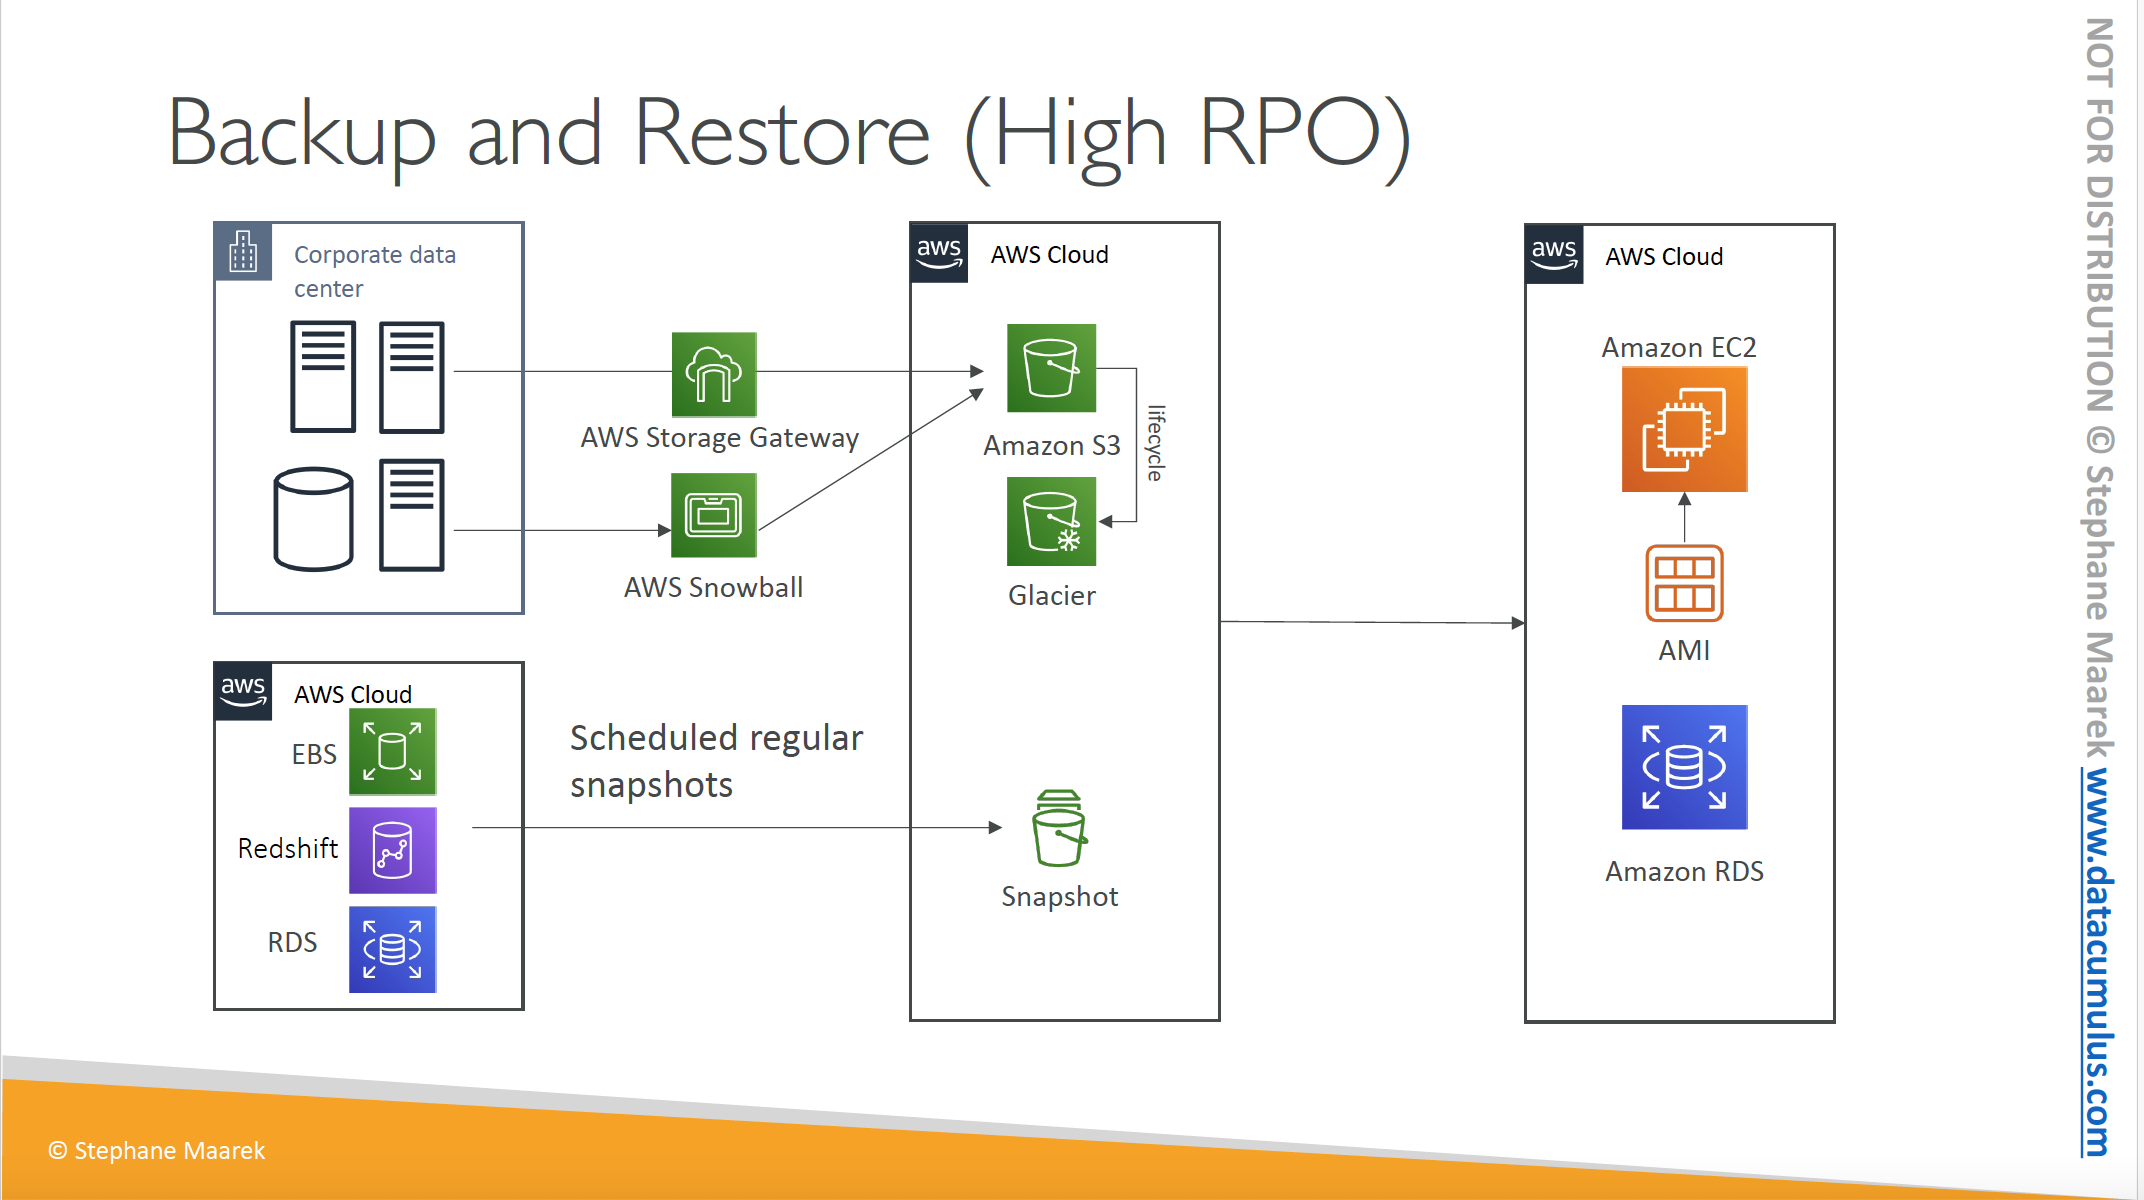 Backup and Restore (High RPO)
Corporate data
center
AWS Storage Gateway
AWS Snowball
aws
AWS Cloud
EBS
Redshift
RDS
Scheduled regular
snapshots
aws
AWS Cloud
Amazon S3
lifecycle
Glacier
Snapshot
aws
AWS Cloud
Amazon EC2
AMI
Amazon RDS
NOT FOR DISTRIBUTION © Stephane Maarek www.datacumulus.com
© Stephane Maarek